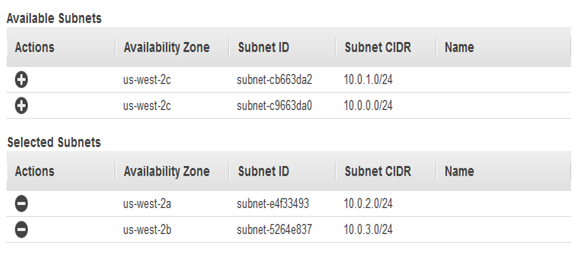 Available Subnets
Actions Availability Zone Subnet ID Subnet CIDR Name
us-west-2c subnet-cb663da2 10.0.1.0/24
us-west-2c subnet-c9663da0 10.0.0.0/24
Selected Subnets
Actions Availability Zone Subnet ID Subnet CIDR Name
us-west-2a subnet-e4f33493 10.0.2.0/24
us-west-2b subnet-5264e837 10.0.3.0/24